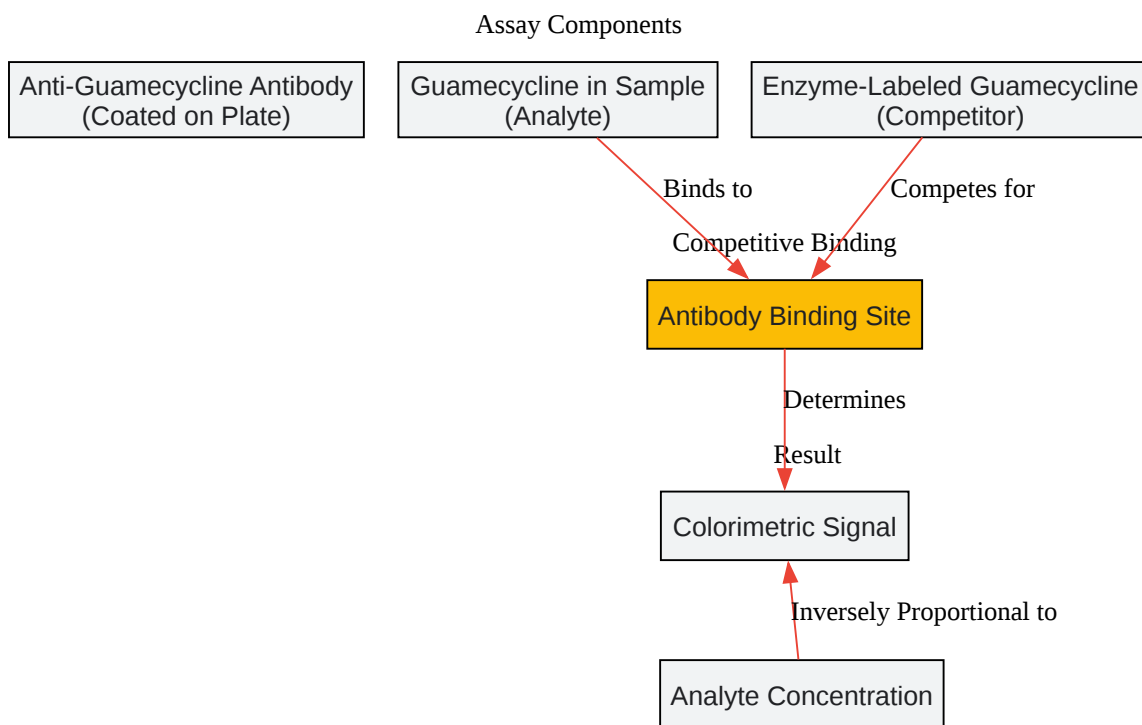 Assay Components
Anti-Guamecycline Antibody
(Coated on Plate)
Guamecycline in Sample
(Analyte)
Enzyme-Labeled Guamecycline
(Competitor)
Binds to
Competes for
Competitive Binding
Antibody Binding Site
Determines
Result
Colorimetric Signal
Inversely Proportional to
Analyte Concentration